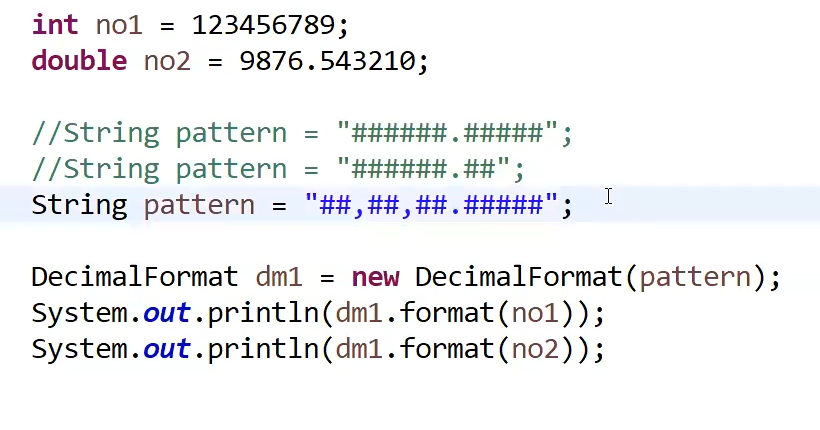 int no1 = 123456789;
double no2 = 9876.543210;
//String pattern = "######.#####";
//String pattern = "######.##";
String pattern = "##,##,##.#####";
DecimalFormat dm1 = new DecimalFormat(pattern);
System.out.println(dm1.format(no1));
System.out.println(dm1.format(no2));